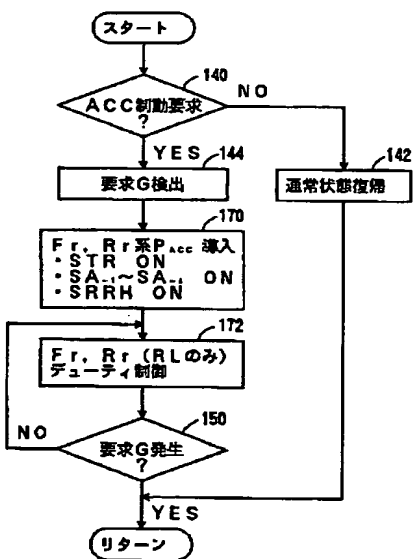 スタート
140
ACC制動要求
?
NO
YES
144
要求G検出
142
通常状態復帰
170
Fr, Rr系PACC導入
・STR ON
・SA-1〜SA-1 ON
・SRRH ON
172
Fr, Rr (RLのみ)
デューティ制御
150
NO
要求G発生
?
YES
リターン